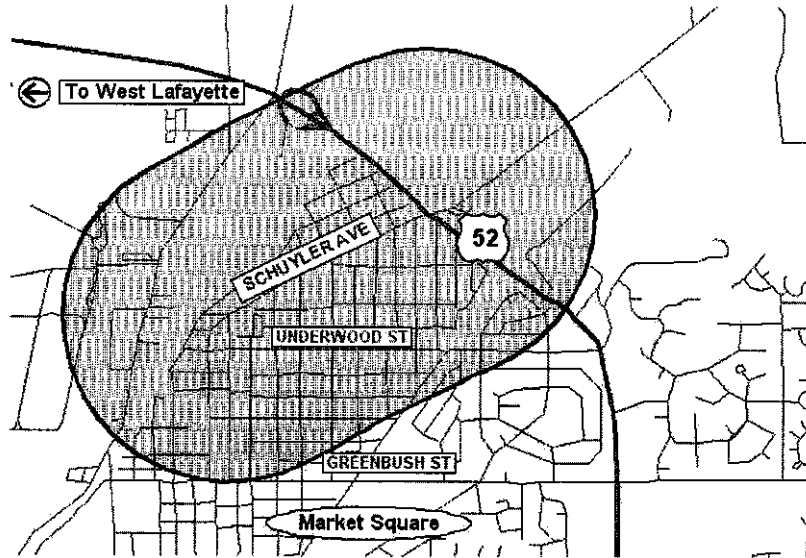 To West Lafayette
SCHUYLER AVE
52
UNDERWOOD ST
GREENBUSH ST
Market Square